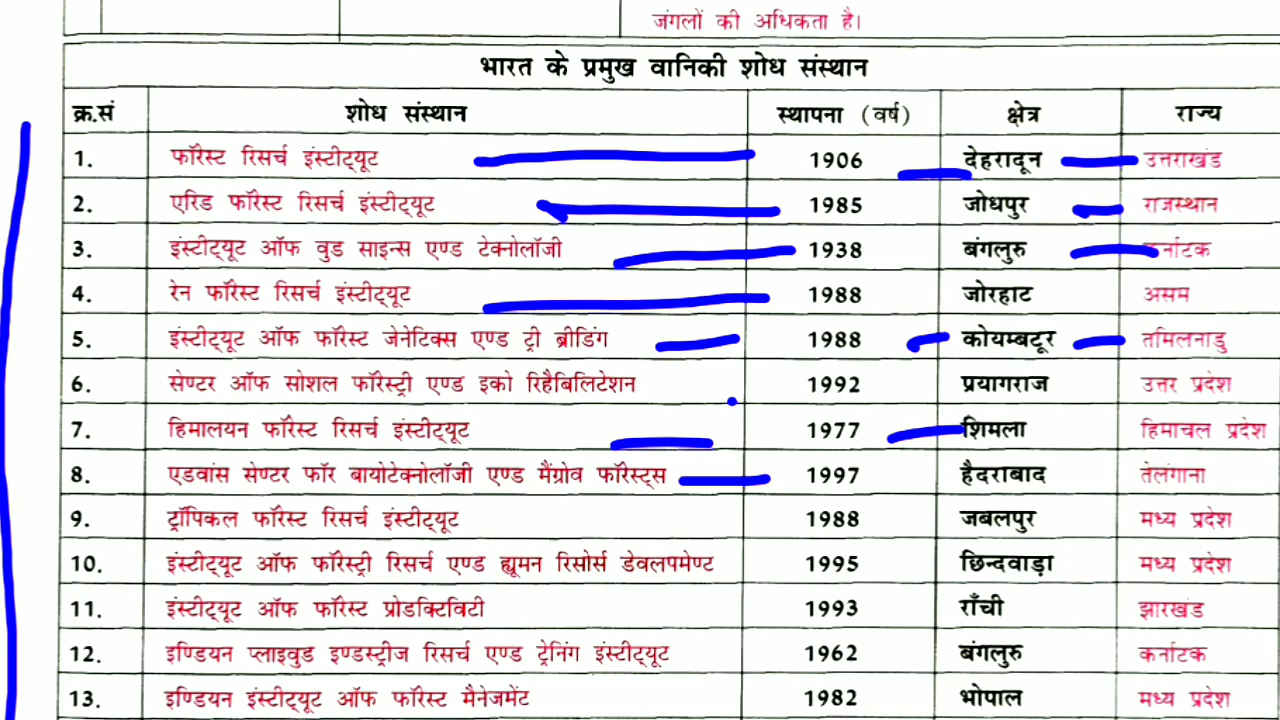 जंगलों की अधिकता है।
भारत के प्रमुख वानिकी शोध संस्थान
क्र.सं शोध संस्थान स्थापना (वर्ष) क्षेत्र राज्य
1. फॉरेस्ट रिसर्च इंस्टीट्यूट 1906 देहरादून उत्तराखंड
2. एरिड फॉरेस्ट रिसर्च इंस्टीट्यूट 1985 जोधपुर राजस्थान
3. इंस्टीट्यूट ऑफ वुड साइन्स एण्ड टेक्नोलॉजी 1938 बंगलुरु कर्नाटक
4. रेन फॉरेस्ट रिसर्च इंस्टीट्यूट 1988 जोरहाट असम
5. इंस्टीट्यूट ऑफ फॉरेस्ट जेनेटिक्स एण्ड ट्री ब्रीडिंग 1988 कोयम्बटूर तमिलनाडु
6. सेण्टर ऑफ सोशल फॉरेस्ट्री एण्ड इको रिहैबिलिटेशन 1992 प्रयागराज उत्तर प्रदेश
7. हिमालयन फॉरेस्ट रिसर्च इंस्टीट्यूट 1977 शिमला हिमाचल प्रदेश
8. एडवांस सेण्टर फॉर बायोटेक्नोलॉजी एण्ड मैंग्रोव फॉरेस्ट्स 1997 हैदराबाद तेलंगाना
9. ट्रॉपिकल फॉरेस्ट रिसर्च इंस्टीट्यूट 1988 जबलपुर मध्य प्रदेश
10. इंस्टीट्यूट ऑफ फॉरेस्ट्री रिसर्च एण्ड ह्यूमन रिसोर्स डेवलपमेण्ट 1995 छिन्दवाड़ा मध्य प्रदेश
11. इंस्टीट्यूट ऑफ फॉरेस्ट प्रोडक्टिविटी 1993 राँची झारखंड
12. इण्डियन प्लाइवुड इण्डस्ट्रीज रिसर्च एण्ड ट्रेनिंग इंस्टीट्यूट 1962 बंगलुरु कर्नाटक
13. इण्डियन इंस्टीट्यूट ऑफ फॉरेस्ट मैनेजमेंट 1982 भोपाल मध्य प्रदेश